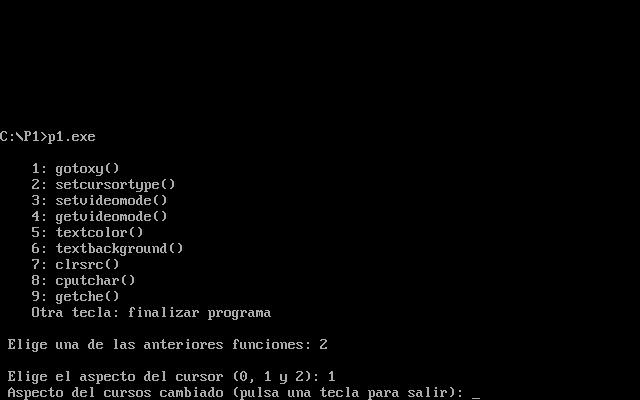 C:\P1>p1.exe
1: gotoxy()
2: setcursortype()
3: setvideomode()
4: getvideomode()
5: textcolor()
6: textbackground()
7: clrsrc()
8: cputchar()
9: getche()
Otra tecla: finalizar programa
Elige una de las anteriores funciones: 2
Elige el aspecto del cursor (0, 1 y 2): 1
Aspecto del cursos cambiado (pulsa una tecla para salir): _